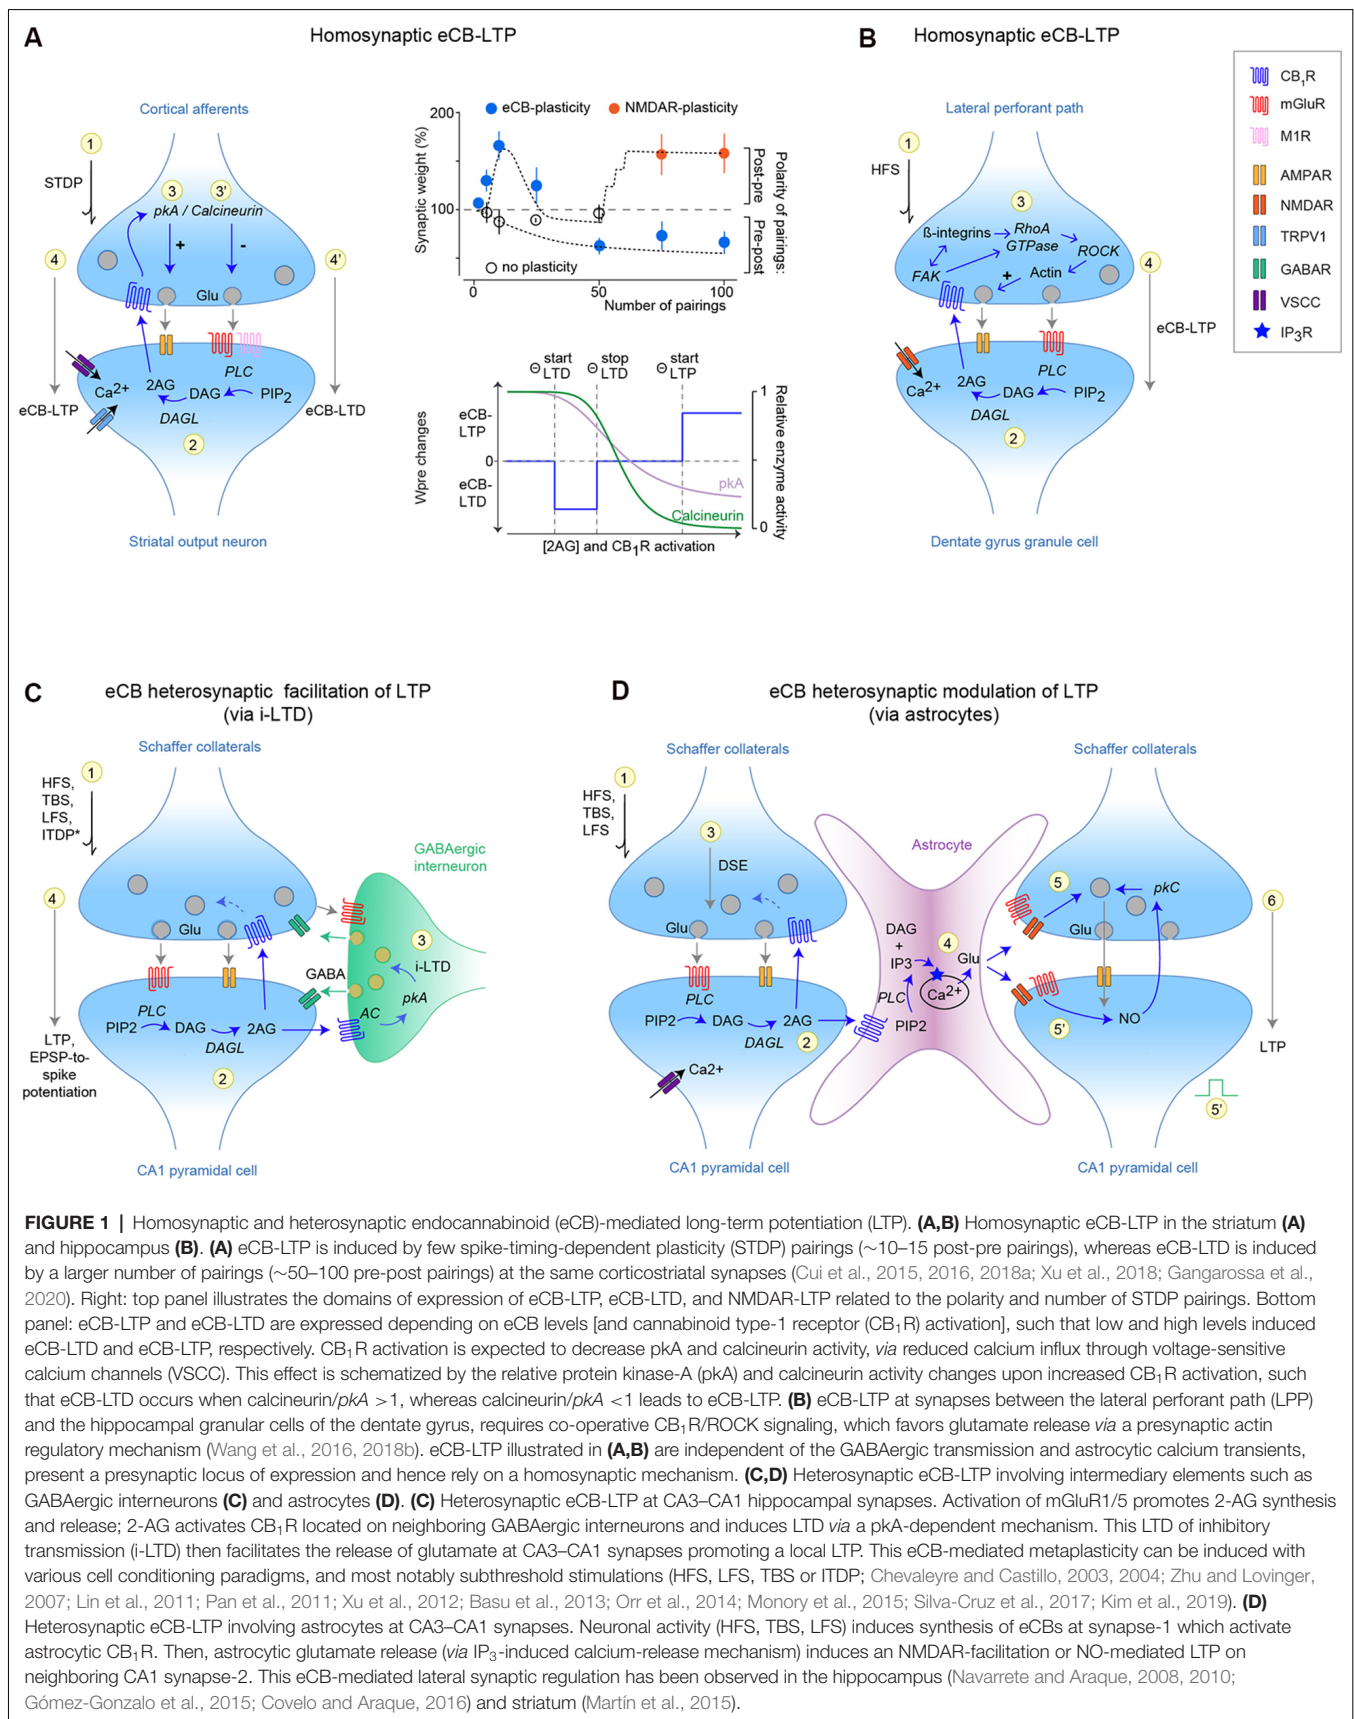 A
Homosynaptic eCB-LTP
Cortical afferents
1
STDP
3
3'
pkA / Calcineurin
+
-
4
4'
Glu
PLC
2AG
DAG
PIP2
DAGL
Ca2+
eCB-LTP
eCB-LTD
2
Striatal output neuron
eCB-plasticity
NMDAR-plasticity
200
100
Synaptic weight (%)
no plasticity
0
50
100
Number of pairings
Post-pre
Pre-post
Polarity of pairings:
Θ start LTD
Θ stop LTD
Θ start LTP
eCB-
LTP
0
eCB-
LTD
Wpre changes
pkA
Calcineurin
1
0
Relative enzyme activity
[2AG] and CB1R activation
B
Homosynaptic eCB-LTP
Lateral perforant path
1
HFS
3
ß-integrins
RhoA
GTPase
ROCK
FAK
+
Actin
4
eCB-LTP
PLC
2AG
DAG
PIP2
DAGL
Ca2+
2
Dentate gyrus granule cell
CB1R
mGluR
M1R
AMPAR
NMDAR
TRPV1
GABAR
VSCC
IP3R
C
eCB heterosynaptic facilitation of LTP
(via i-LTD)
Schaffer collaterals
1
HFS,
TBS,
LFS,
ITDP*
GABAergic
interneuron
4
Glu
3
i-LTD
GABA
pkA
AC
PLC
PIP2
DAG
2AG
DAGL
2
LTP,
EPSP-to-
spike
potentiation
CA1 pyramidal cell
D
eCB heterosynaptic modulation of LTP
(via astrocytes)
Schaffer collaterals
Schaffer collaterals
1
HFS,
TBS,
LFS
3
DSE
Astrocyte
Glu
PLC
PIP2
DAG
2AG
DAGL
2
Ca2+
DAG
+
IP3
4
Glu
Ca2+
PLC
PIP2
5
pkC
Glu
5'
NO
6
LTP
5'
CA1 pyramidal cell
CA1 pyramidal cell
FIGURE 1 | Homosynaptic and heterosynaptic endocannabinoid (eCB)-mediated long-term potentiation (LTP). (A,B) Homosynaptic eCB-LTP in the striatum (A)
and hippocampus (B). (A) eCB-LTP is induced by few spike-timing-dependent plasticity (STDP) pairings (∼10–15 post-pre pairings), whereas eCB-LTD is induced
by a larger number of pairings (∼50–100 pre-post pairings) at the same corticostriatal synapses (Cui et al., 2015, 2016, 2018a; Xu et al., 2018; Gangarossa et al.,
2020). Right: top panel illustrates the domains of expression of eCB-LTP, eCB-LTD, and NMDAR-LTP related to the polarity and number of STDP pairings. Bottom
panel: eCB-LTP and eCB-LTD are expressed depending on eCB levels [and cannabinoid type-1 receptor (CB1R) activation], such that low and high levels induced
eCB-LTD and eCB-LTP, respectively. CB1R activation is expected to decrease pkA and calcineurin activity, via reduced calcium influx through voltage-sensitive
calcium channels (VSCC). This effect is schematized by the relative protein kinase-A (pkA) and calcineurin activity changes upon increased CB1R activation, such
that eCB-LTD occurs when calcineurin/pkA >1, whereas calcineurin/pkA <1 leads to eCB-LTP. (B) eCB-LTP at synapses between the lateral perforant path (LPP)
and the hippocampal granular cells of the dentate gyrus, requires co-operative CB1R/ROCK signaling, which favors glutamate release via a presynaptic actin
regulatory mechanism (Wang et al., 2016, 2018b). eCB-LTP illustrated in (A,B) are independent of the GABAergic transmission and astrocytic calcium transients,
present a presynaptic locus of expression and hence rely on a homosynaptic mechanism. (C,D) Heterosynaptic eCB-LTP involving intermediary elements such as
GABAergic interneurons (C) and astrocytes (D). (C) Heterosynaptic eCB-LTP at CA3–CA1 hippocampal synapses. Activation of mGluR1/5 promotes 2-AG synthesis
and release; 2-AG activates CB1R located on neighboring GABAergic interneurons and induces LTD via a pkA-dependent mechanism. This LTD of inhibitory
transmission (i-LTD) then facilitates the release of glutamate at CA3–CA1 synapses promoting a local LTP. This eCB-mediated metaplasticity can be induced with
various cell conditioning paradigms, and most notably subthreshold stimulations (HFS, LFS, TBS or ITDP; Chevaleyre and Castillo, 2003, 2004; Zhu and Lovinger,
2007; Lin et al., 2011; Pan et al., 2011; Xu et al., 2012; Basu et al., 2013; Orr et al., 2014; Monory et al., 2015; Silva-Cruz et al., 2017; Kim et al., 2019). (D)
Heterosynaptic eCB-LTP involving astrocytes at CA3–CA1 synapses. Neuronal activity (HFS, TBS, LFS) induces synthesis of eCBs at synapse-1 which activate
astrocytic CB1R. Then, astrocytic glutamate release (via IP3-induced calcium-release mechanism) induces an NMDAR-facilitation or NO-mediated LTP on
neighboring CA1 synapse-2. This eCB-mediated lateral synaptic regulation has been observed in the hippocampus (Navarrete and Araque, 2008, 2010;
Gómez-Gonzalo et al., 2015; Covelo and Araque, 2016) and striatum (Martín et al., 2015).